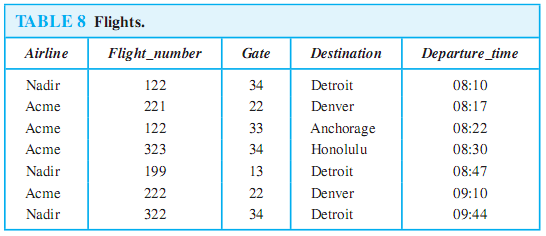 TABLE 8 Flights.
Airline Flight_number Gate Destination Departure_time
Nadir 122 34 Detroit 08:10
Acme 221 22 Denver 08:17
Acme 122 33 Anchorage 08:22
Acme 323 34 Honolulu 08:30
Nadir 199 13 Detroit 08:47
Acme 222 22 Denver 09:10
Nadir 322 34 Detroit 09:44